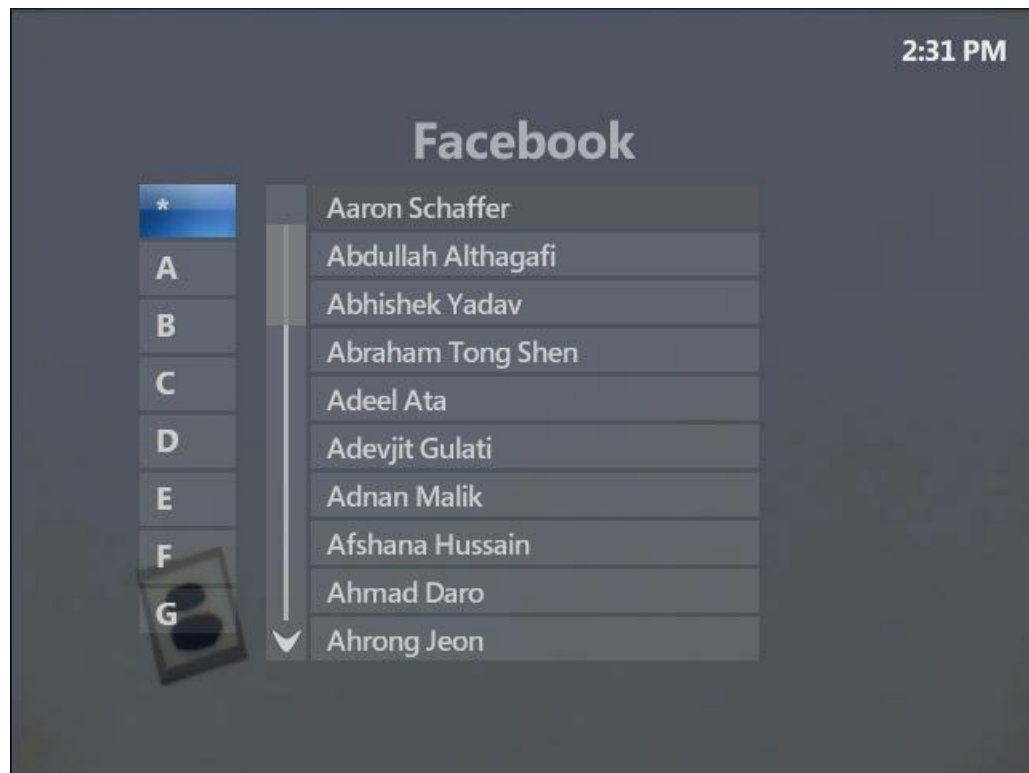 2:31 PM
Facebook
*
A
B
C
D
E
F
G
Aaron Schaffer
Abdullah Althagafi
Abhishek Yadav
Abraham Tong Shen
Adeel Ata
Adevjit Gulati
Adnan Malik
Afshana Hussain
Ahmad Daro
Ahrong Jeon